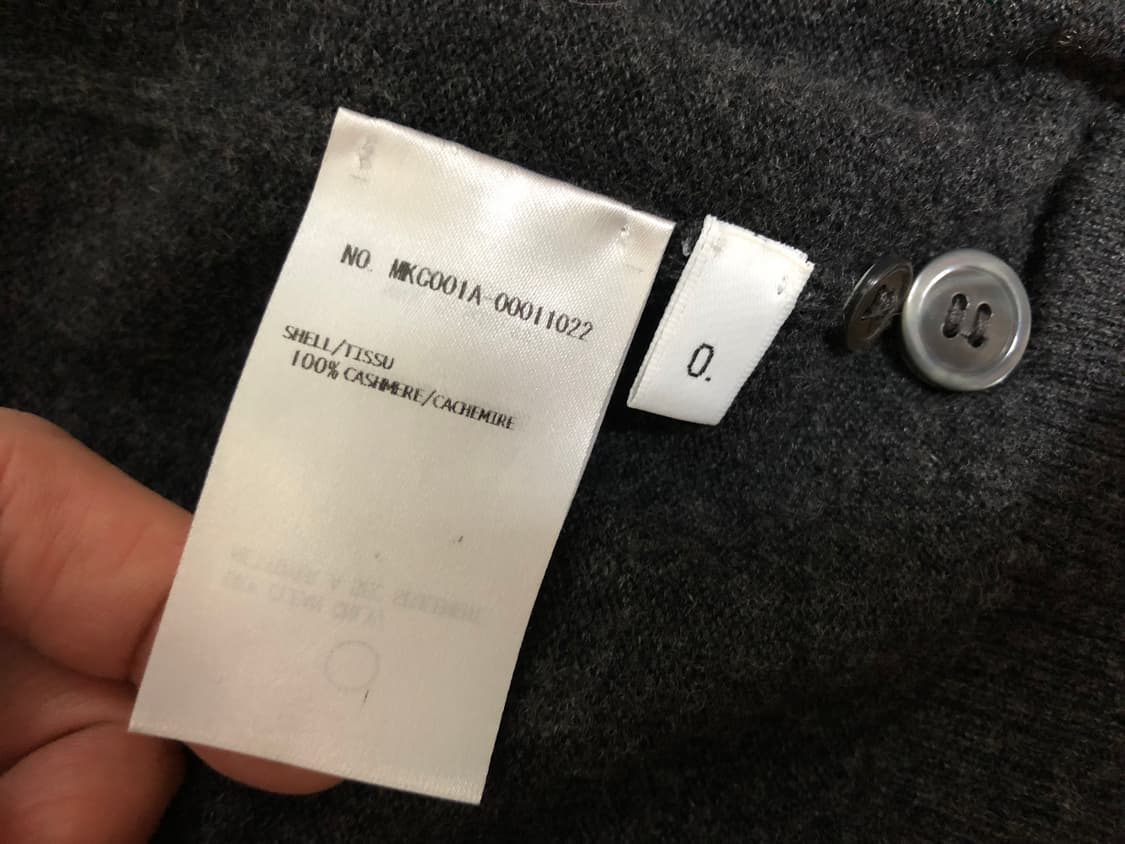 NO. MKC001A-00011022
SHELL/TISSU
100% CASHMERE/CACHEMIRE
0.